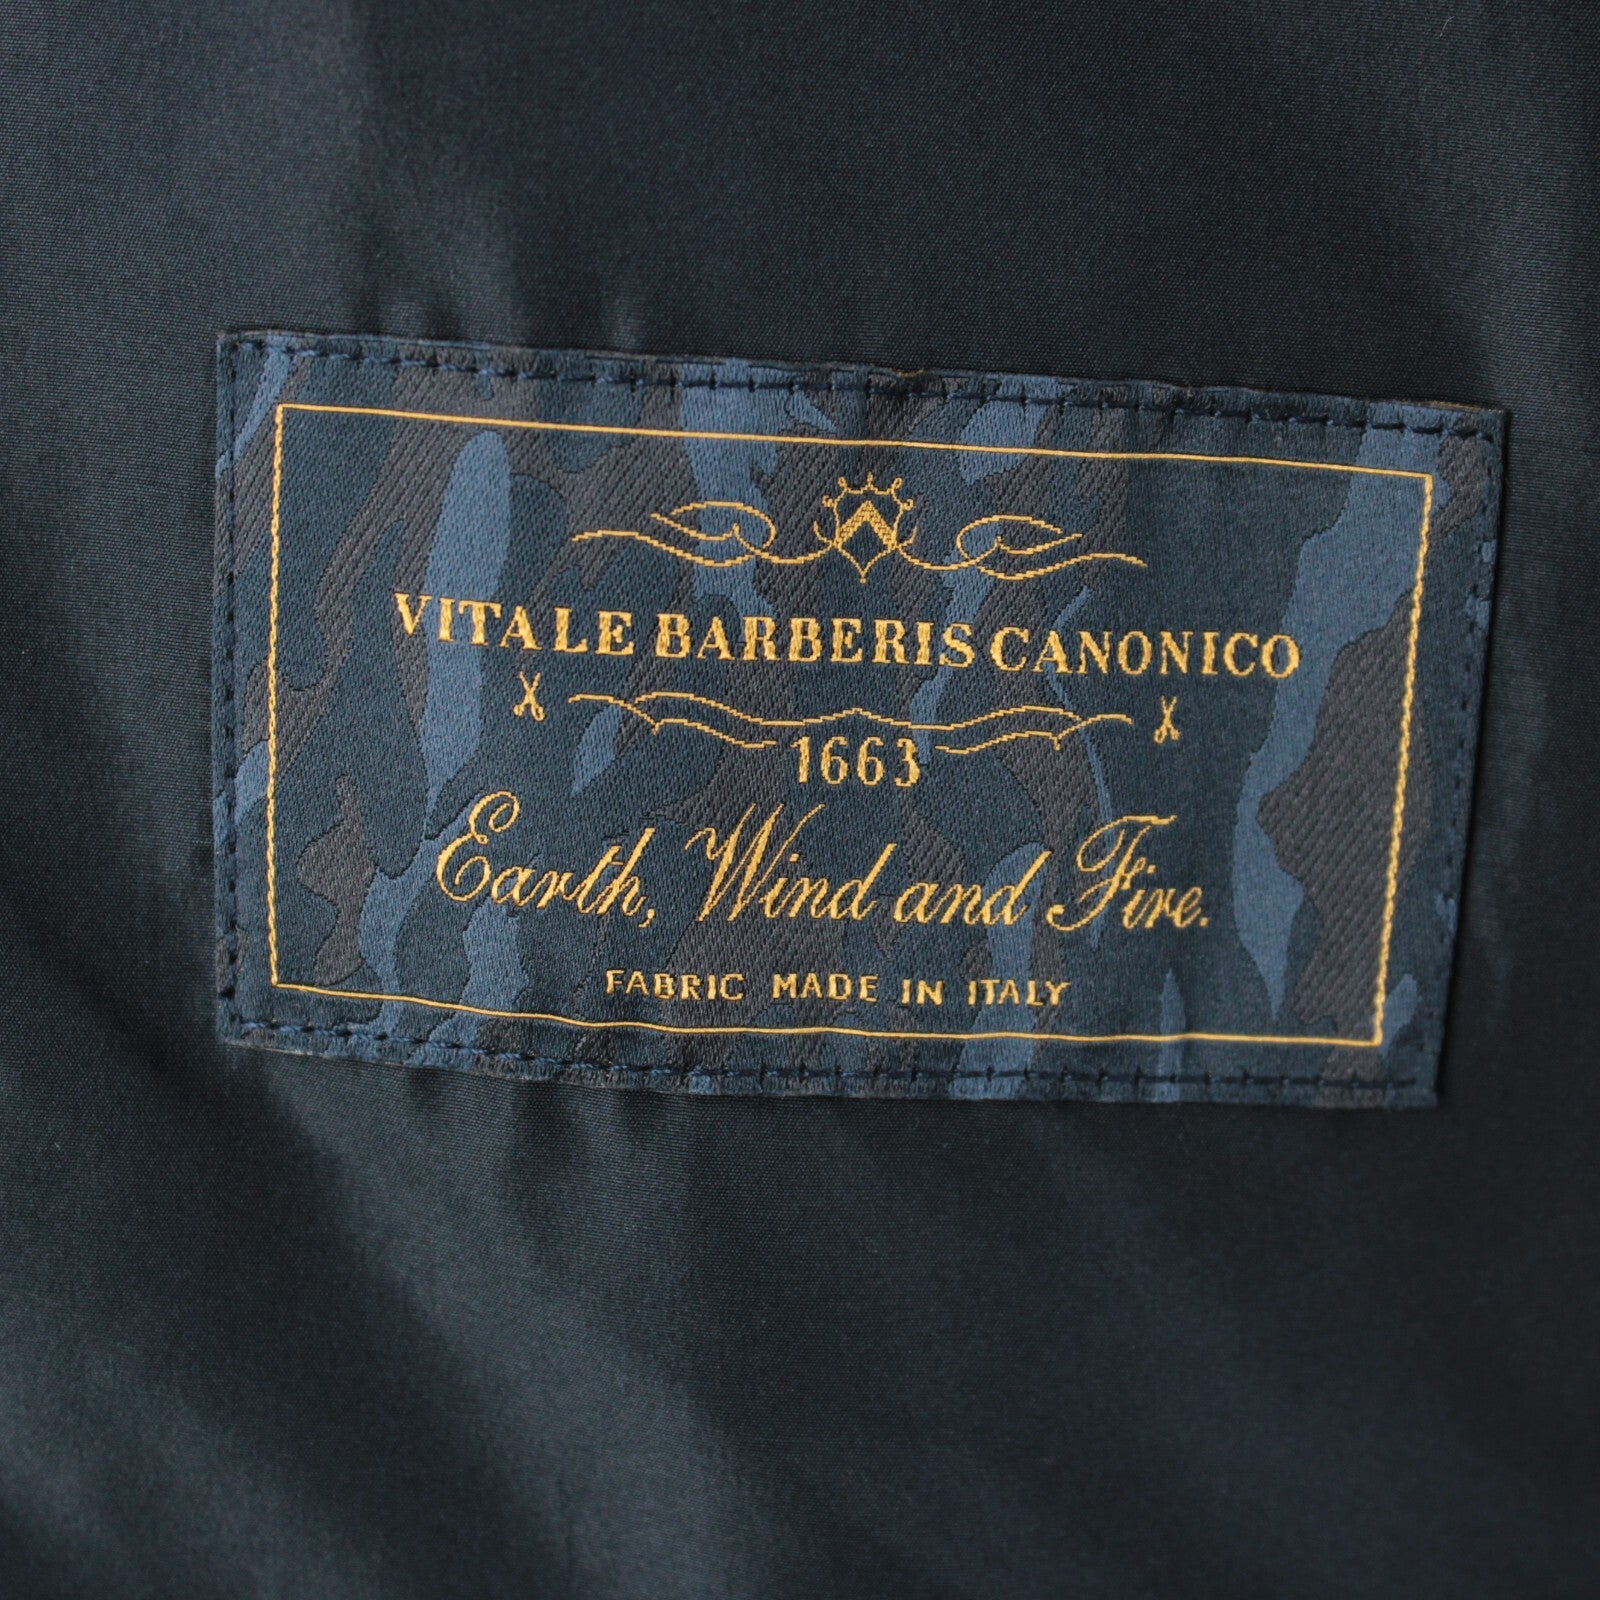 VITALE BARBERIS CANONICO
1663
Earth, Wind and Fire.
FABRIC MADE IN ITALY